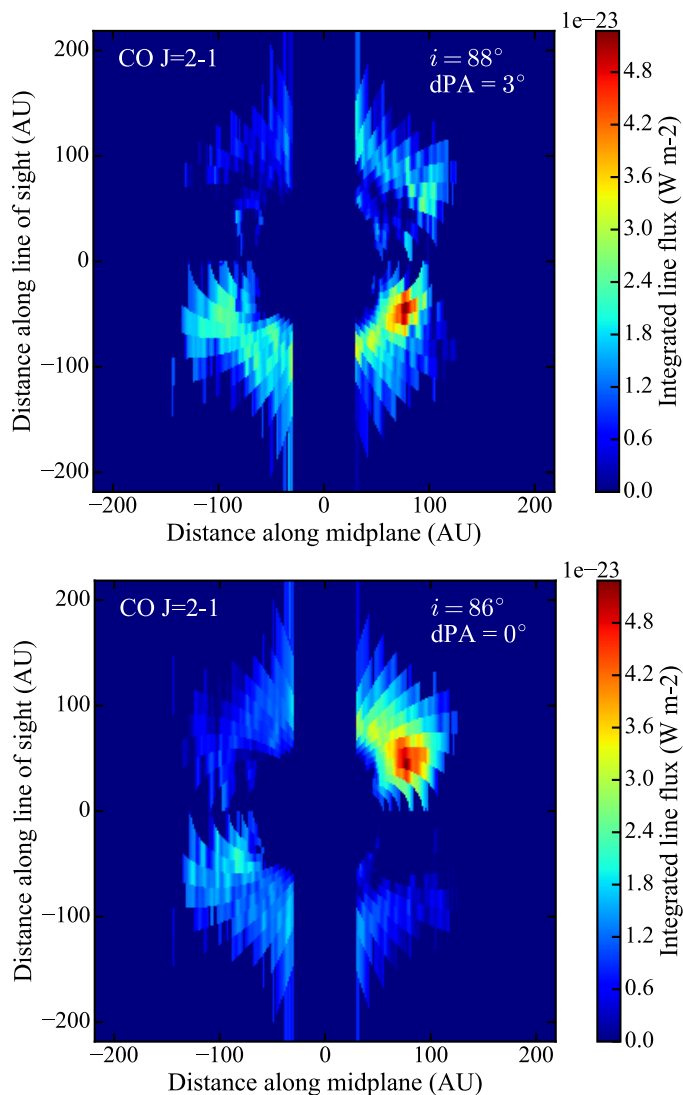 1e−23
CO J=2-1
i = 88°
dPA = 3°
200
100
0
−100
−200
Distance along line of sight (AU)
−200 −100 0 100 200
Distance along midplane (AU)
4.8
4.2
3.6
3.0
2.4
1.8
1.2
0.6
0.0
Integrated line flux (W m-2)
1e−23
CO J=2-1
i = 86°
dPA = 0°
200
100
0
−100
−200
Distance along line of sight (AU)
−200 −100 0 100 200
Distance along midplane (AU)
4.8
4.2
3.6
3.0
2.4
1.8
1.2
0.6
0.0
Integrated line flux (W m-2)